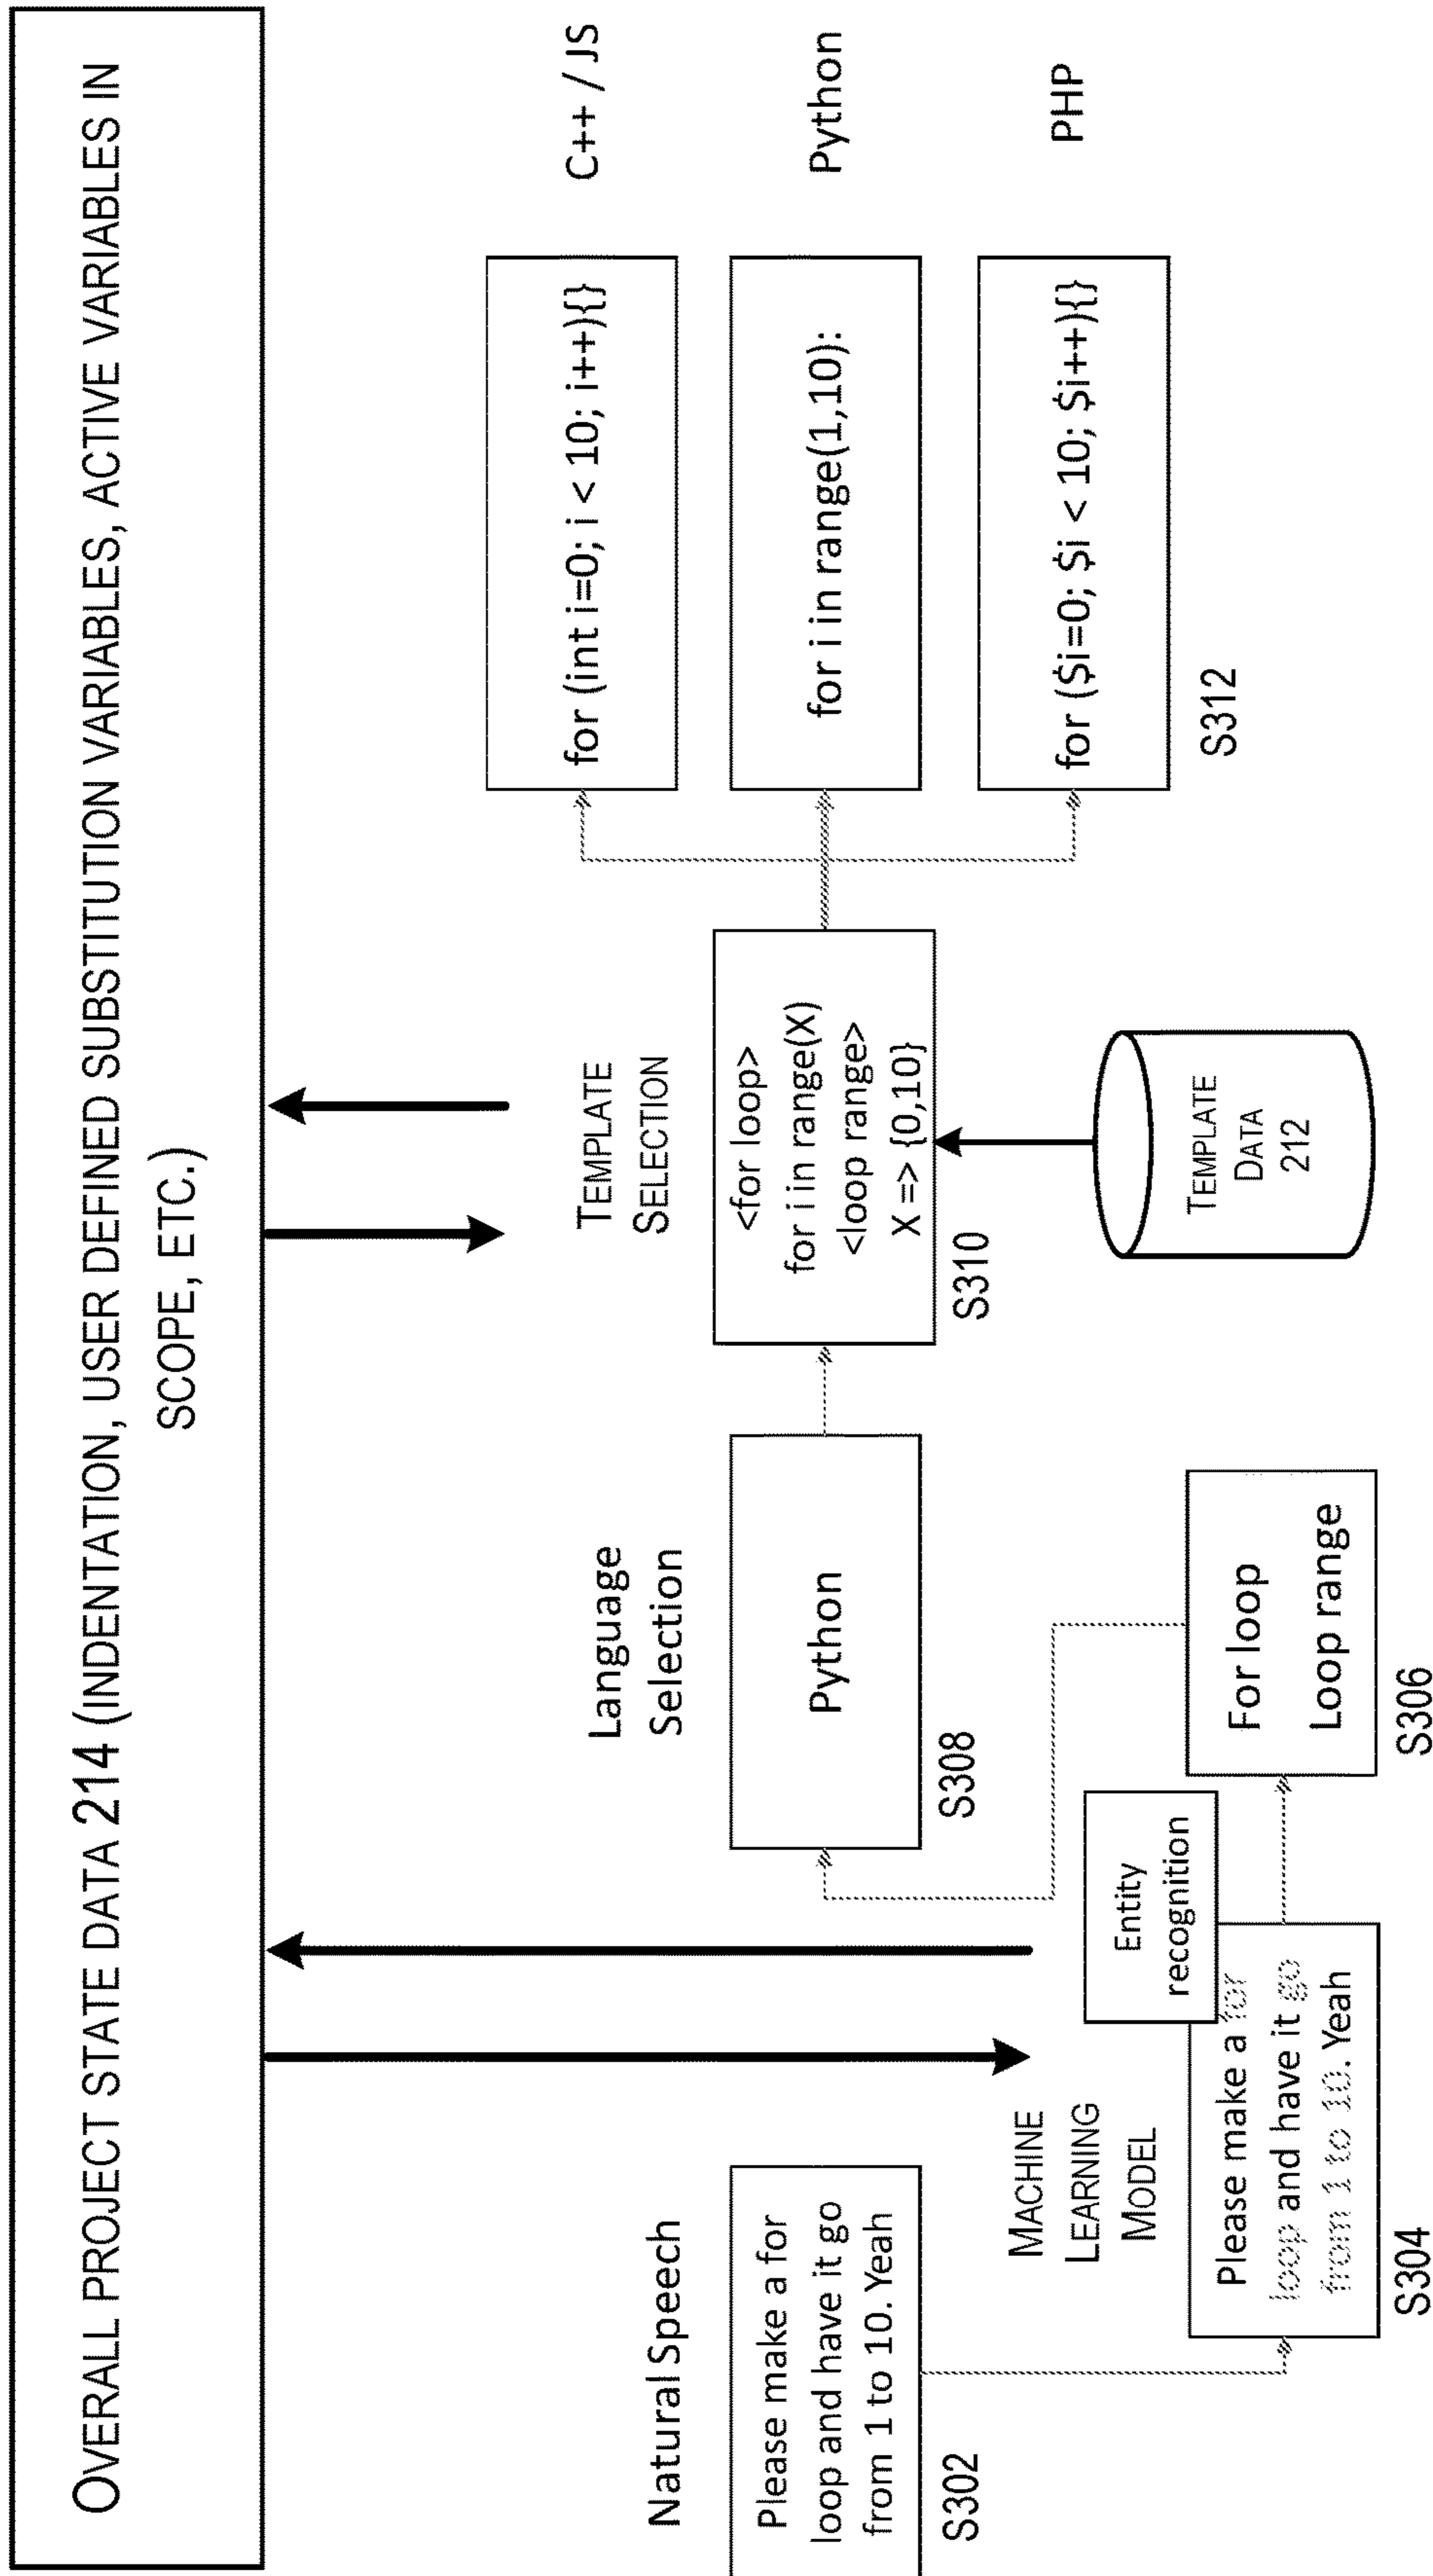 OVERALL PROJECT STATE DATA 214 (INDENTATION, USER DEFINED SUBSTITUTION VARIABLES, ACTIVE VARIABLES IN
SCOPE, ETC.)
Natural Speech
Please make a for
loop and have it go
from 1 to 10. Yeah
S302
MACHINE
LEARNING
MODEL
Entity
recognition
Please make a for
loop and have it go
from 1 to 10. Yeah
S304
For loop
Loop range
S306
Language
Selection
Python
S308
TEMPLATE
SELECTION
<for loop>
for i in range(X)
<loop range>
X => {0,10}
S310
TEMPLATE
DATA
212
for (int i=0; i < 10; i++){}
C++ / JS
for i in range(1,10):
Python
for ($i=0; $i < 10; $i++){}
PHP
S312